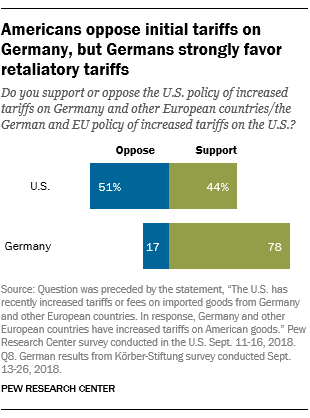 Americans oppose initial tariffs on
Germany, but Germans strongly favor
retaliatory tariffs
Do you support or oppose the U.S. policy of increased
tariffs on Germany and other European countries/the
German and EU policy of increased tariffs on the U.S.?
Oppose Support
U.S. 51% 44%
Germany 17 78
Source: Question was preceded by the statement, “The U.S. has
recently increased tariffs or fees on imported goods from Germany
and other European countries. In response, Germany and other
European countries have increased tariffs on American goods.” Pew
Research Center survey conducted in the U.S. Sept. 11-16, 2018.
Q8. German results from Körber-Stiftung survey conducted Sept.
13-26, 2018.
PEW RESEARCH CENTER